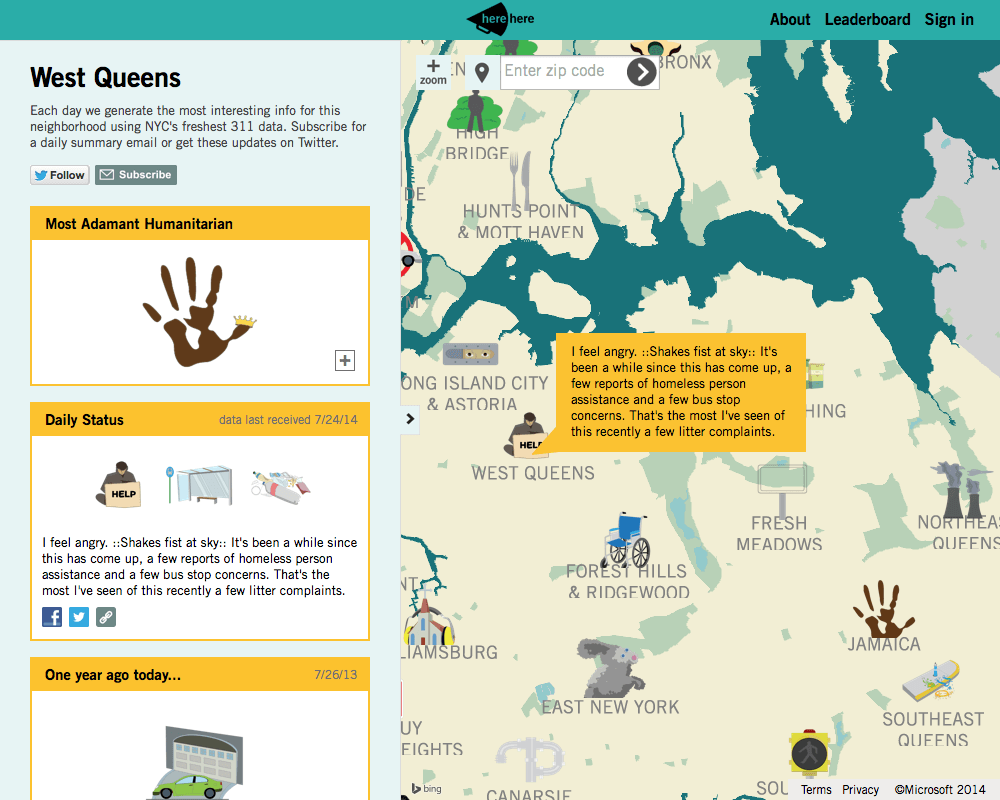 here here
About Leaderboard Sign in
West Queens
Each day we generate the most interesting info for this
neighborhood using NYC's freshest 311 data. Subscribe for
a daily summary email or get these updates on Twitter.
Follow Subscribe
Most Adamant Humanitarian
Daily Status data last received 7/24/14
HELP
I feel angry. ::Shakes fist at sky:: It's been a while since
this has come up, a few reports of homeless person
assistance and a few bus stop concerns. That's the
most I've seen of this recently a few litter complaints.
One year ago today... 7/26/13
zoom
Enter zip code
BRONX
HIGH
BRIDGE
HUNTS POINT
& MOTT HAVEN
ONG ISLAND CITY
& ASTORIA
I feel angry. ::Shakes fist at sky:: It's
been a while since this has come up, a
few reports of homeless person
assistance and a few bus stop
concerns. That's the most I've seen of
this recently a few litter complaints.
HING
HELP
WEST QUEENS
FRESH
MEADOWS
NORTHEAS
QUEENS
FOREST HILLS
& RIDGEWOOD
LIAMSBURG
JAMAICA
EAST NEW YORK
SOUTHEAST
QUEENS
UY
EIGHTS
CANARSIE
SOU
bing
Terms Privacy ©Microsoft 2014